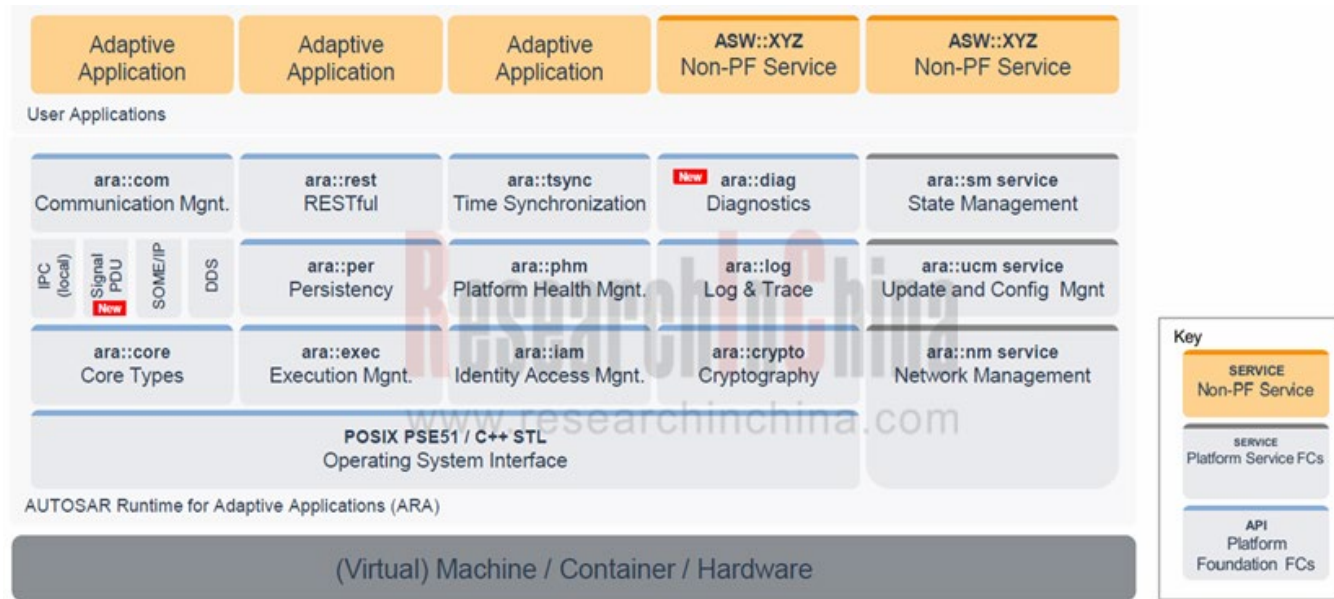 Adaptive
Application
Adaptive
Application
Adaptive
Application
ASW::XYZ
Non-PF Service
ASW::XYZ
Non-PF Service
User Applications
ara::com
Communication Mgnt.
ara::rest
RESTful
ara::tsync
Time Synchronization
New
ara::diag
Diagnostics
ara::sm service
State Management
IPC
(local)
Signal
PDU
New
SOME/IP
DDS
ara::per
Persistency
ara::phm
Platform Health Mgnt.
ara::log
Log & Trace
ara::ucm service
Update and Config Mgnt
ara::core
Core Types
ara::exec
Execution Mgnt.
ara::iam
Identity Access Mgnt.
ara::crypto
Cryptography
ara::nm service
Network Management
ResearchInChina
www.researchinchina.com
POSIX PSE51 / C++ STL
Operating System Interface
AUTOSAR Runtime for Adaptive Applications (ARA)
(Virtual) Machine / Container / Hardware
Key
SERVICE
Non-PF Service
SERVICE
Platform Service FCs
API
Platform
Foundation FCs